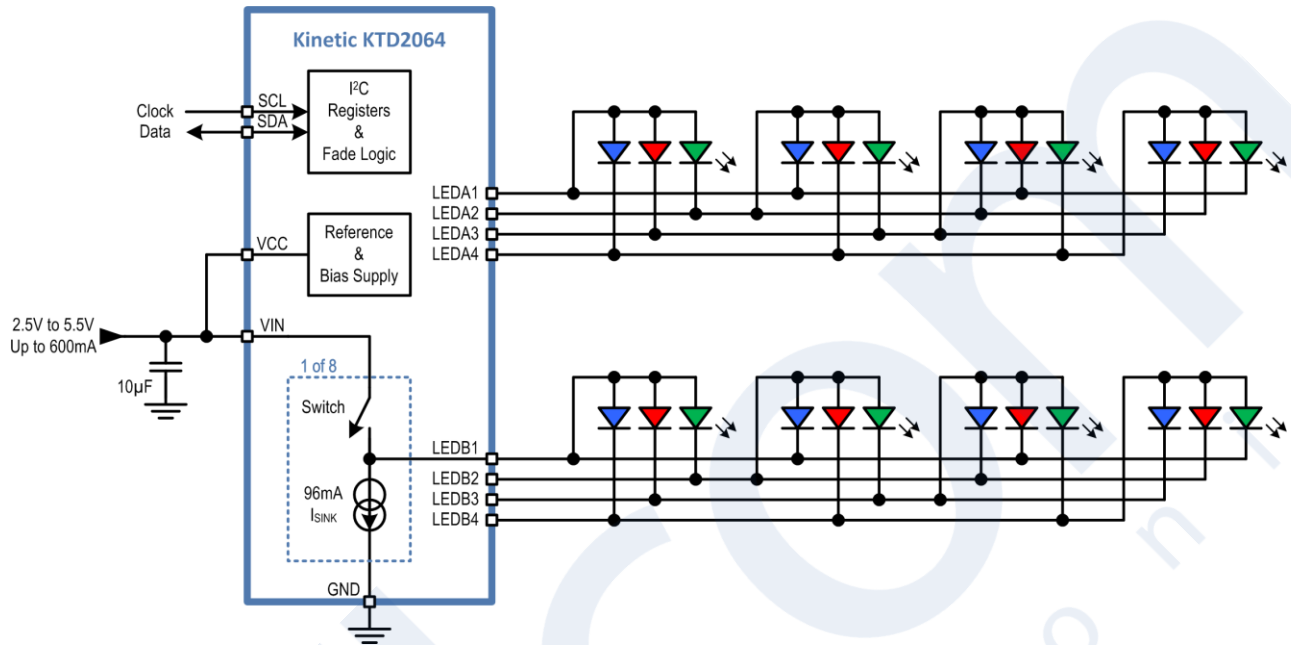 Kinetic KTD2064
I²C
Registers
&
Fade Logic
Clock
Data
SCL
SDA
LEDA1
LEDA2
LEDA3
LEDA4
VCC
Reference
&
Bias Supply
2.5V to 5.5V
Up to 600mA
VIN
10µF
1 of 8
Switch
LEDB1
LEDB2
LEDB3
LEDB4
96mA
ISINK
GND